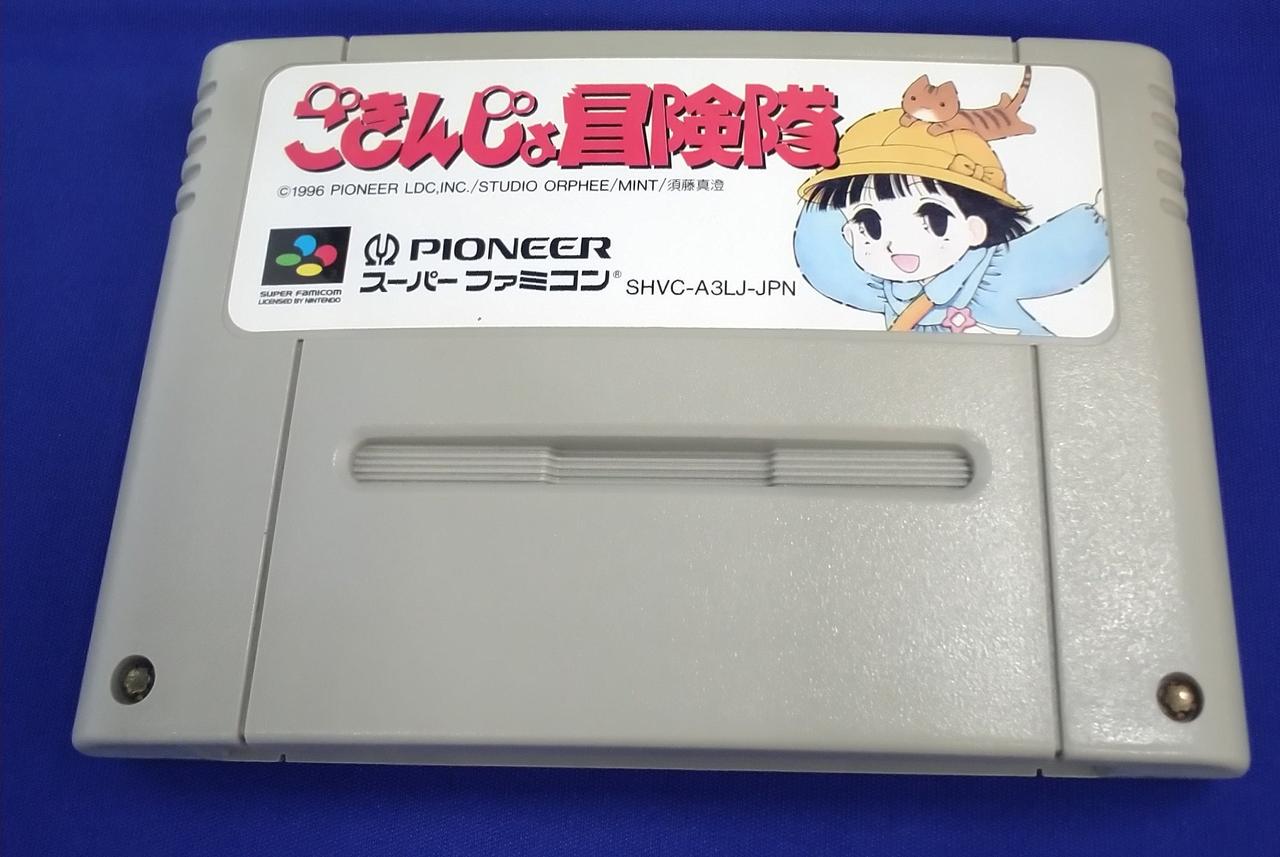 ごきんじょ冒険隊
©1996 PIONEER LDC,INC./STUDIO ORPHEE/MINT/須藤真澄
PIONEER
スーパーファミコン® SHVC-A3LJ-JPN
SUPER FAMICOM
LICENSED BY NINTENDO